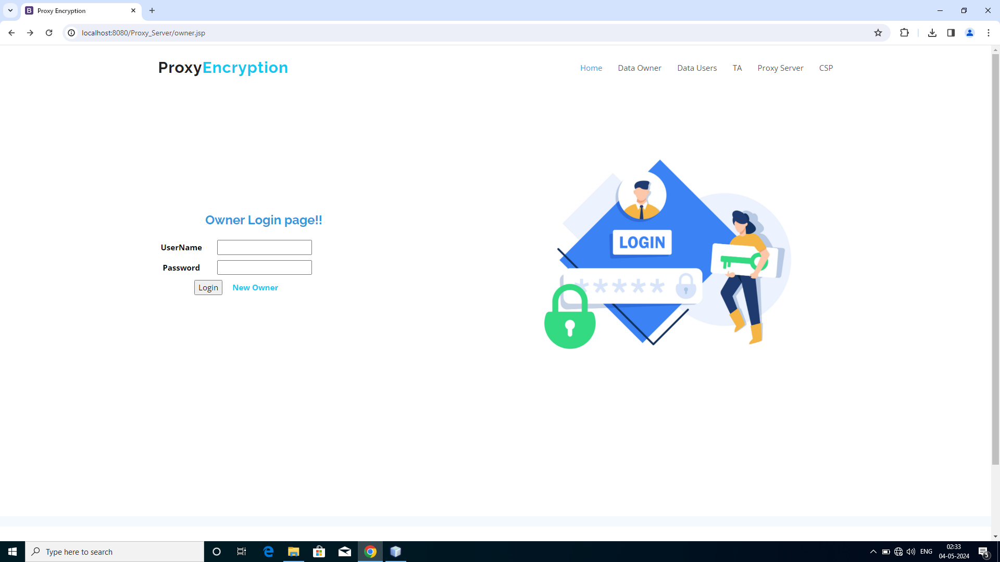 Proxy Encryption
localhost:8080/Proxy_Server/owner.jsp
ProxyEncryption
Home Data Owner Data Users TA Proxy Server CSP
Owner Login page!!
UserName
Password
Login New Owner
LOGIN
*****
Type here to search
ENG
02:33
04-05-2024
5